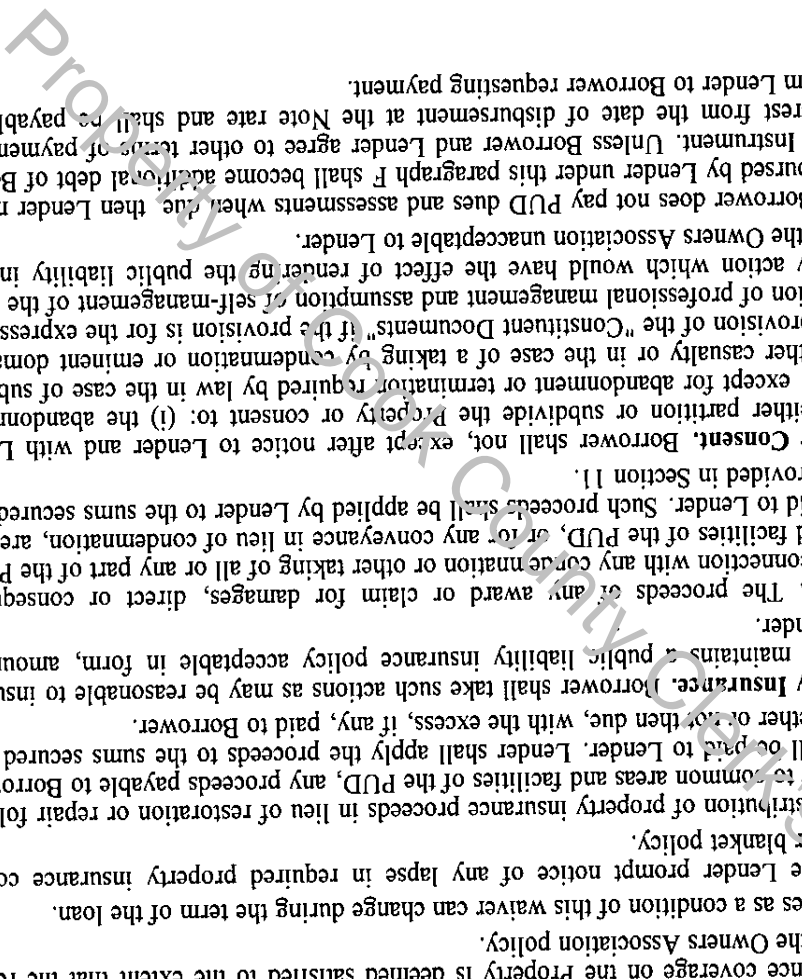 nce coverage on the Property is deemed satisfied to the extent that the re
he Owners Association policy.
es as a condition of this waiver can change during the term of the loan.
e Lender prompt notice of any lapse in required property insurance co
r blanket policy.
stribution of property insurance proceeds in lieu of restoration or repair fol
to common areas and facilities of the PUD, any proceeds payable to Borro
ll be paid to Lender. Lender shall apply the proceeds to the sums secured
ether or not then due, with the excess, if any, paid to Borrower.
y Insurance. Borrower shall take such actions as may be reasonable to insu
maintains a public liability insurance policy acceptable in form, amoun
nder.
. The proceeds of any award or claim for damages, direct or consequ
connection with any condemnation or other taking of all or any part of the P
d facilities of the PUD, or for any conveyance in lieu of condemnation, are
id to Lender. Such proceeds shall be applied by Lender to the sums secured
rovided in Section 11.
Consent. Borrower shall not, except after notice to Lender and with L
either partition or subdivide the Property or consent to: (i) the abandonm
except for abandonment or termination required by law in the case of sub
ther casualty or in the case of a taking by condemnation or eminent doma
provision of the "Constituent Documents" if the provision is for the express
ion of professional management and assumption of self-management of the
y action which would have the effect of rendering the public liability in
the Owners Association unacceptable to Lender.
Borrower does not pay PUD dues and assessments when due, then Lender m
oursed by Lender under this paragraph F shall become additional debt of B
Instrument. Unless Borrower and Lender agree to other terms of paymen
rest from the date of disbursement at the Note rate and shall be payabl
m Lender to Borrower requesting payment.
Property of Cook County Clerk's